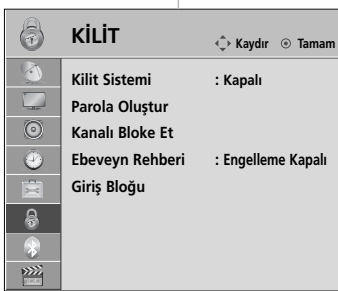 KİLİT
Kaydır Tamam
Kilit Sistemi : Kapalı
Parola Oluştur
Kanalı Bloke Et
Ebeveyn Rehberi : Engelleme Kapalı
Giriş Bloğu